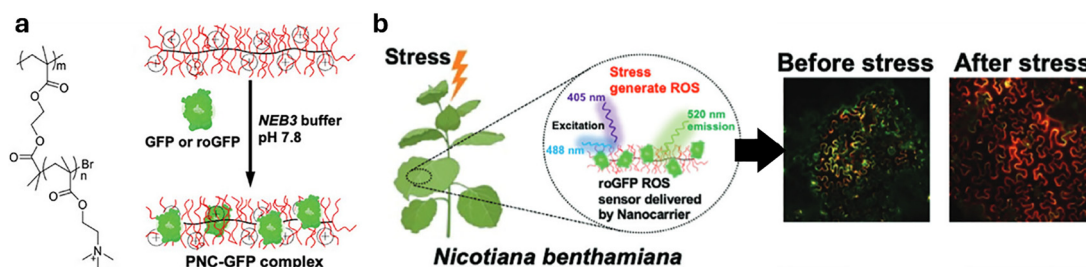 a
m
O
O
O
O
O
Br
n
O
O
N
+
GFP or roGFP
NEB3 buffer
pH 7.8
PNC-GFP complex
b
Stress
Stress
generate ROS
405 nm
Excitation
488 nm
520 nm
emission
roGFP ROS
sensor delivered
by Nanocarrier
Nicotiana benthamiana
Before stress
After stress